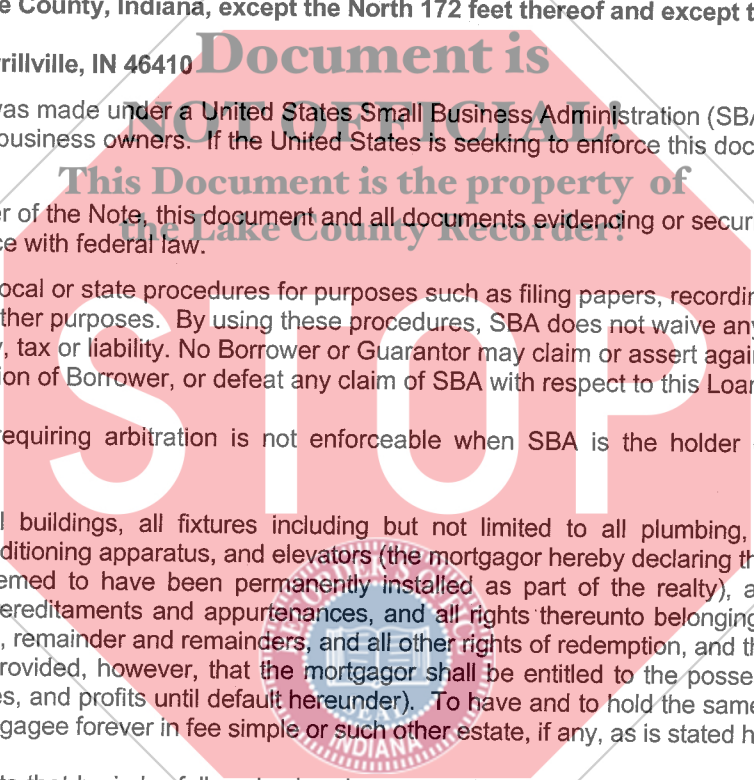 e County, Indiana, except the North 172 feet thereof and except t
rillville, IN 46410
Document is
was made under a United States Small Business Administration (SBA
NOT OFFICIAL!
business owners. If the United States is seeking to enforce this doc
This Document is the property of
er of the Note, this document and all documents evidencing or secur
the Lake County Recorder!
ce with federal law.
ocal or state procedures for purposes such as filing papers, recordin
ther purposes. By using these procedures, SBA does not waive any
, tax or liability. No Borrower or Guarantor may claim or assert agai
ion of Borrower, or defeat any claim of SBA with respect to this Loan
STOP
requiring arbitration is not enforceable when SBA is the holder
l buildings, all fixtures including but not limited to all plumbing,
ditioning apparatus, and elevators (the mortgagor hereby declaring th
emed to have been permanently installed as part of the realty), a
ereditaments and appurtenances, and all rights thereunto belonging
, remainder and remainders, and all other rights of redemption, and th
rovided, however, that the mortgagor shall be entitled to the posse
es, and profits until default hereunder). To have and to hold the same
gagee forever in fee simple or such other estate, if any, as is stated h
INDIANA